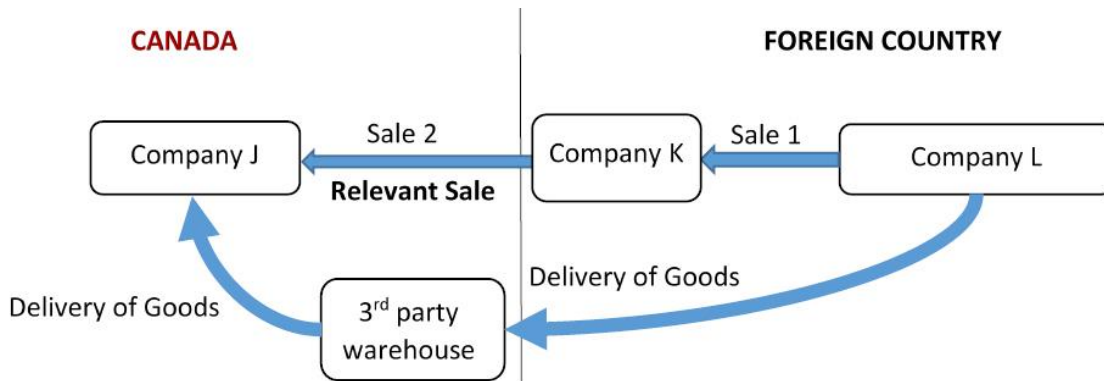 CANADA
FOREIGN COUNTRY
Sale 2
Sale 1
Company J
Company K
Company L
Relevant Sale
Delivery of Goods
Delivery of Goods
3rd party
warehouse